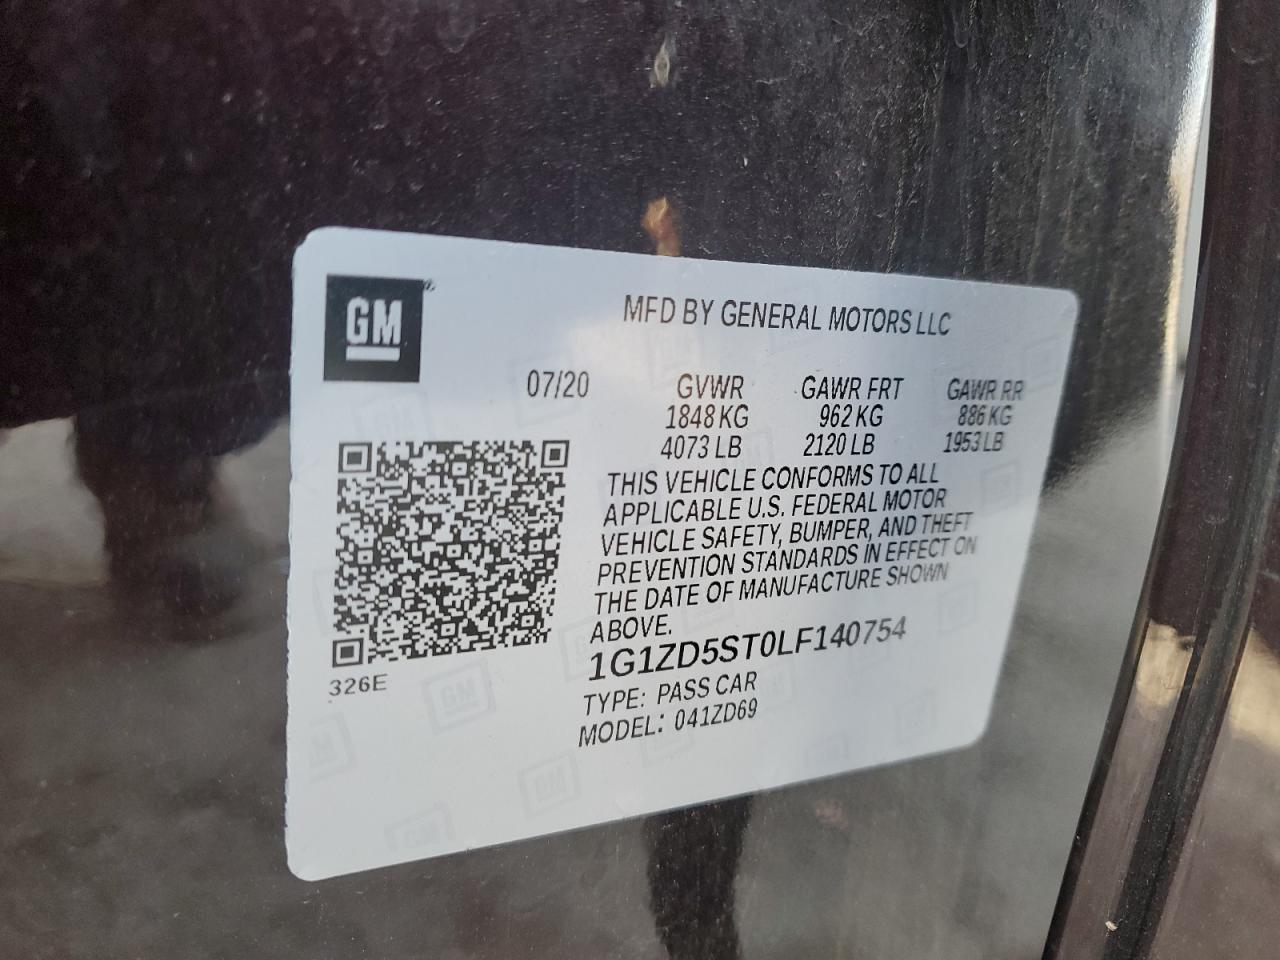 GM
MFD BY GENERAL MOTORS LLC
07/20 GVWR GAWR FRT GAWR RR
1848 KG 962 KG 886 KG
4073 LB 2120 LB 1953 LB
THIS VEHICLE CONFORMS TO ALL
APPLICABLE U.S. FEDERAL MOTOR
VEHICLE SAFETY, BUMPER, AND THEFT
PREVENTION STANDARDS IN EFFECT ON
THE DATE OF MANUFACTURE SHOWN
ABOVE.
1G1ZD5ST0LF140754
326E
TYPE: PASS CAR
MODEL: 041ZD69